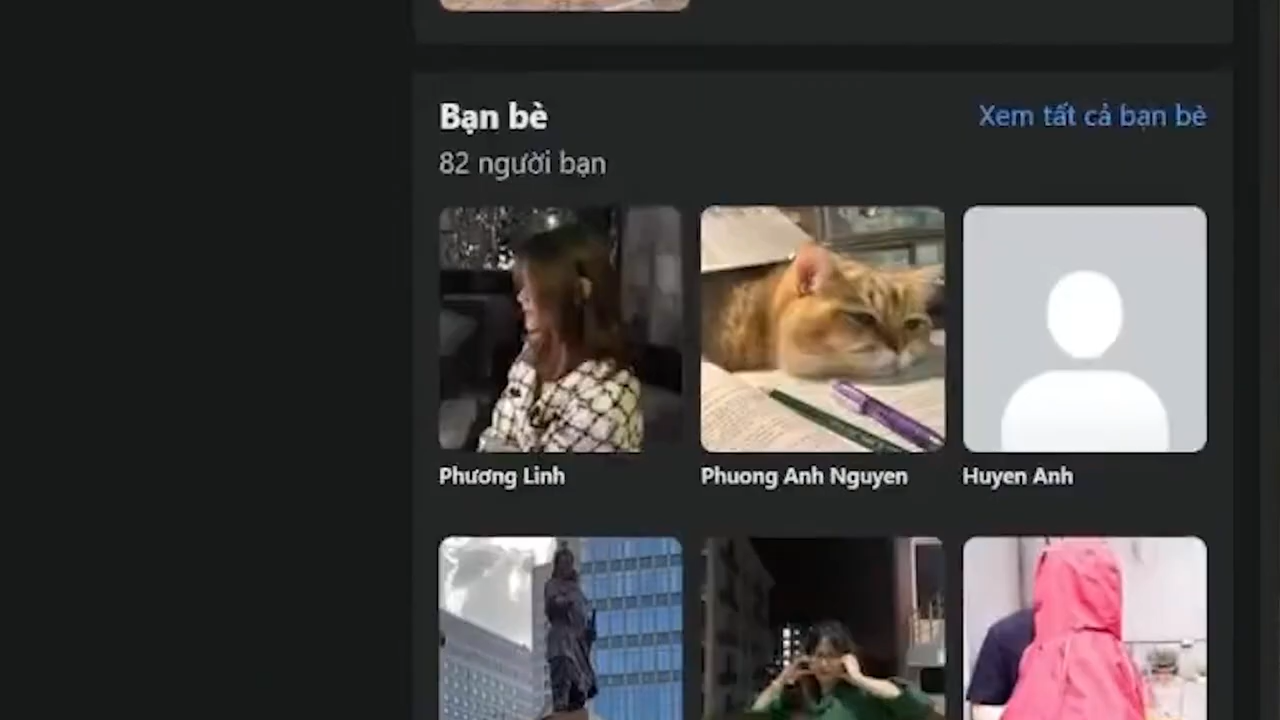 Bạn bè
Xem tất cả bạn bè
82 người bạn
Phương Linh
Phuong Anh Nguyen
Huyen Anh